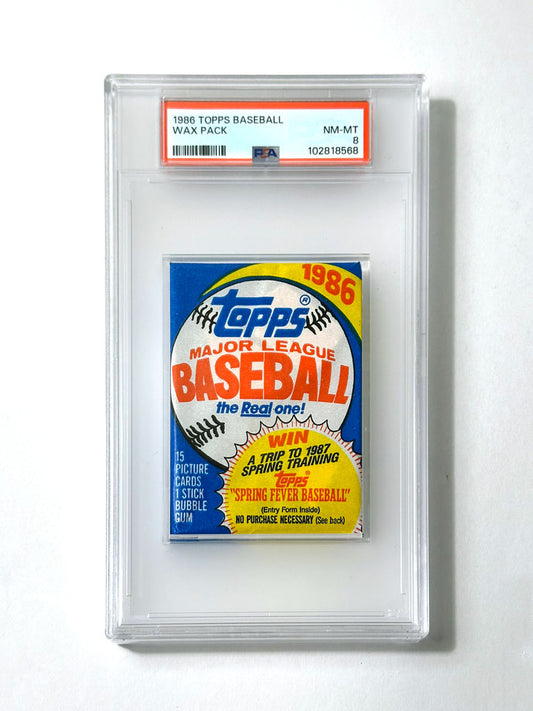 1986 TOPPS BASEBALL
WAX PACK
NM-MT
8
PSA
102818568
1986
topps®
MAJOR LEAGUE
BASEBALL
the Real one!
15
PICTURE
CARDS
1 STICK
BUBBLE
GUM
WIN
A TRIP TO 1987
SPRING TRAINING
topps
"SPRING FEVER BASEBALL"
(Entry Form Inside)
NO PURCHASE NECESSARY (See back)